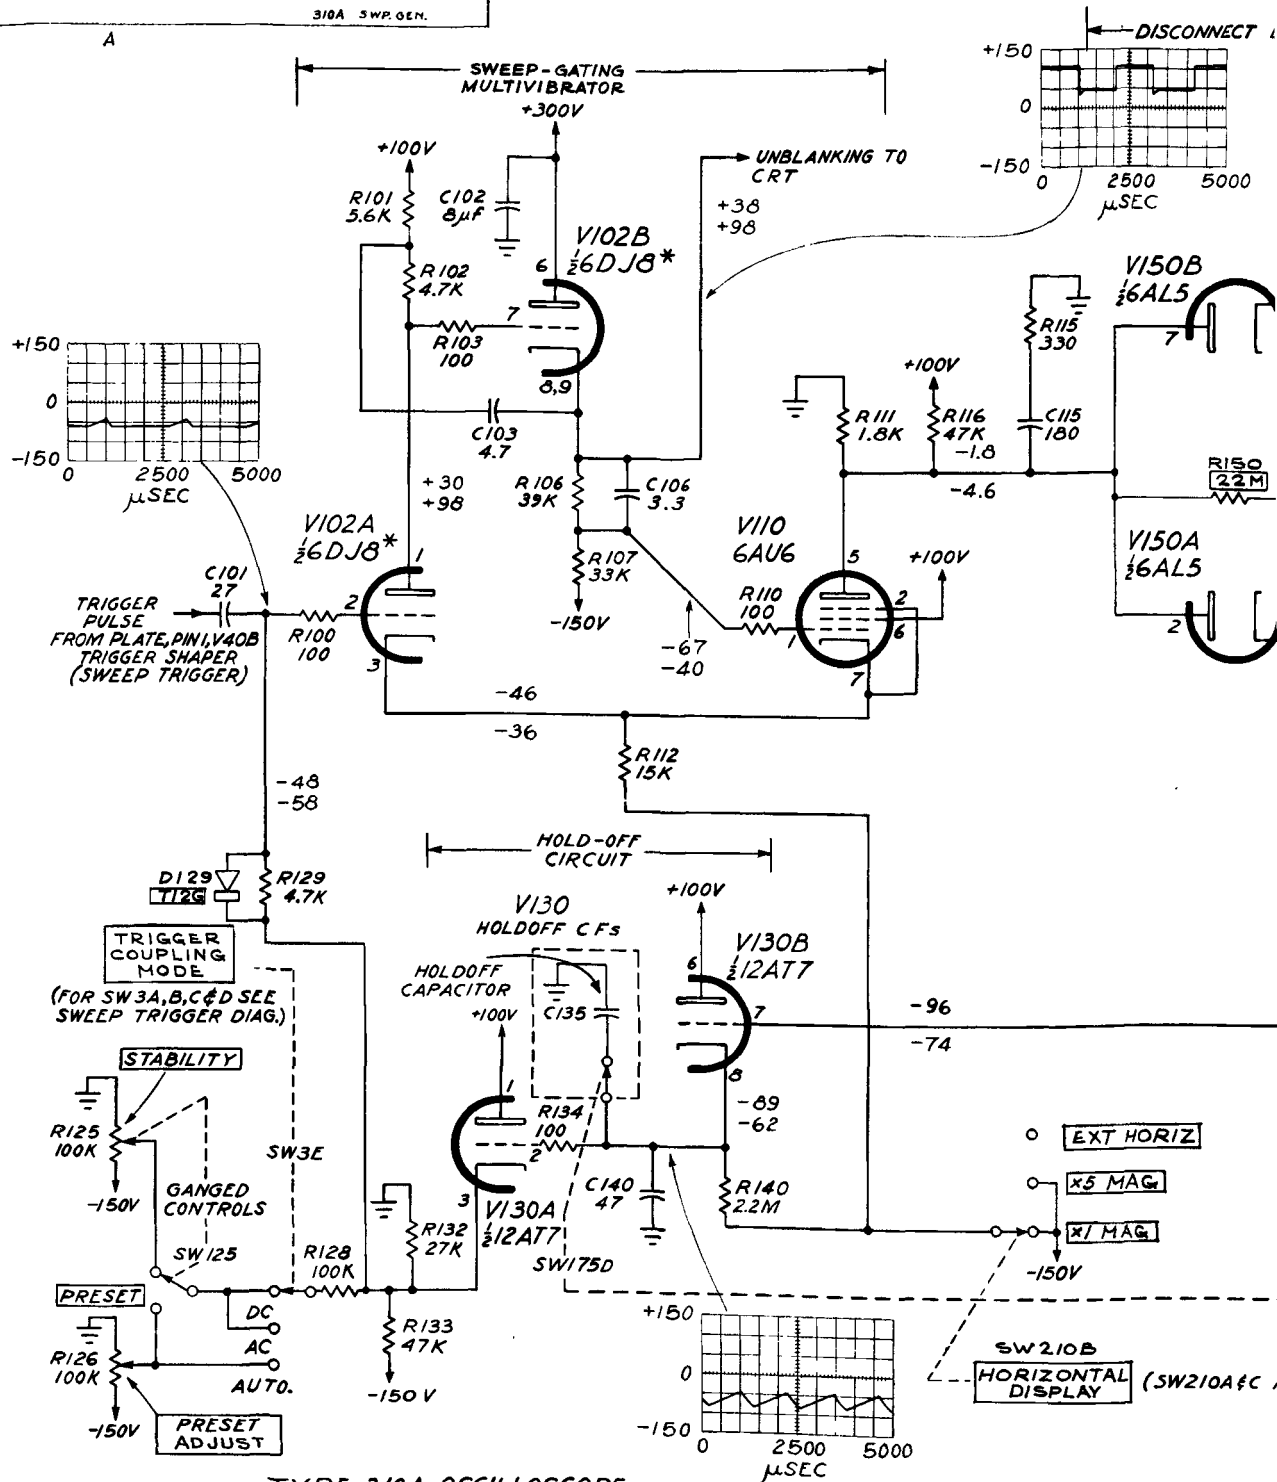 310A SWP. GEN.
A
DISCONNECT
SWEEP-GATING
MULTIVIBRATOR
+300V
+150
0
-150
0 2500 5000
µSEC
+100V
R101
5.6K
C102
8µf
UNBLANKING TO
CRT
+38
+98
V102B
½6DJ8*
6
7
8,9
R102
4.7K
R103
100
C103
4.7
V150B
½6AL5
7
R115
330
+100V
R111
1.8K
R116
47K
-1.8
C115
180
-4.6
R150
22M
+150
0
-150
0 2500 5000
µSEC
+30
+98
R106
39K
C106
3.3
V102A
½6DJ8*
1
2
3
R107
33K
-150V
V110
6AU6
5
+100V
2
6
1
7
R110
100
-67
-40
V150A
½6AL5
2
C101
27
TRIGGER
PULSE
FROM PLATE, PIN 1, V40B
TRIGGER SHAPER
(SWEEP TRIGGER)
R100
100
-46
-36
R112
15K
-48
-58
HOLD-OFF
CIRCUIT
D129
T12G
R129
4.7K
V130
HOLDOFF CFs
+100V
V130B
½12AT7
6
7
8
TRIGGER
COUPLING
MODE
(FOR SW3A,B,C&D SEE
SWEEP TRIGGER DIAG.)
HOLDOFF
CAPACITOR
+100V
C135
-96
-74
-89
-62
STABILITY
R125
100K
-150V
GANGED
CONTROLS
SW3E
SW125
1
2
3
R134
100
V130A
½12AT7
C140
47
R140
2.2M
EXT HORIZ
X5 MAG
X1 MAG
-150V
R132
27K
SW175D
R128
100K
PRESET
DC
AC
AUTO.
R126
100K
-150V
PRESET
ADJUST
R133
47K
-150V
+150
0
-150
0 2500 5000
µSEC
SW210B
HORIZONTAL
DISPLAY
(SW210A&C
TYPE 310A OSCILLOSCOPE